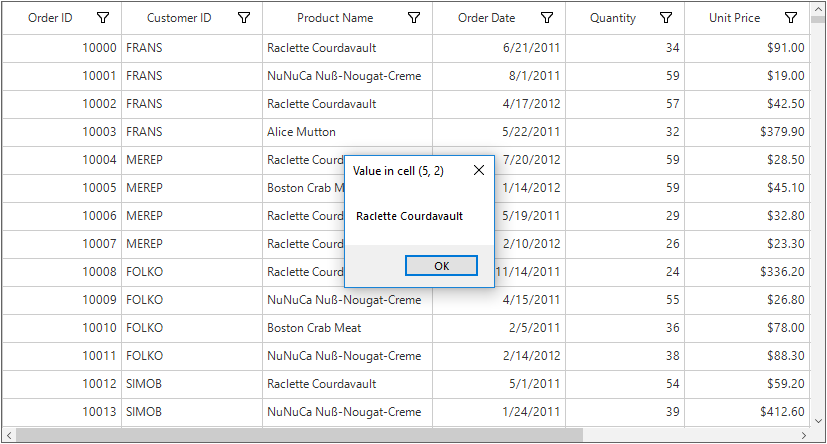 Order ID Customer ID Product Name Order Date Quantity Unit Price
10000 FRANS Raclette Courdavault 6/21/2011 34 $91.00
10001 FRANS NuNuCa Nuß-Nougat-Creme 8/1/2011 59 $19.00
10002 FRANS Raclette Courdavault 4/17/2012 57 $42.50
10003 FRANS Alice Mutton 5/22/2011 32 $379.90
10004 MEREP Raclette Courd 7/20/2012 59 $28.50
Value in cell (5, 2)
10005 MEREP Boston Crab M 1/14/2012 59 $45.10
10006 MEREP Raclette Courd 5/19/2011 29 $32.80
Raclette Courdavault
10007 MEREP Raclette Courd 2/10/2012 26 $23.30
10008 FOLKO Raclette Courd 11/14/2011 24 $336.20
OK
10009 FOLKO NuNuCa Nuß-Nougat-Creme 4/15/2011 55 $26.80
10010 FOLKO Boston Crab Meat 2/5/2011 36 $78.00
10011 FOLKO NuNuCa Nuß-Nougat-Creme 2/14/2012 38 $88.30
10012 SIMOB Raclette Courdavault 5/1/2011 54 $59.20
10013 SIMOB NuNuCa Nuß-Nougat-Creme 1/24/2011 39 $412.60